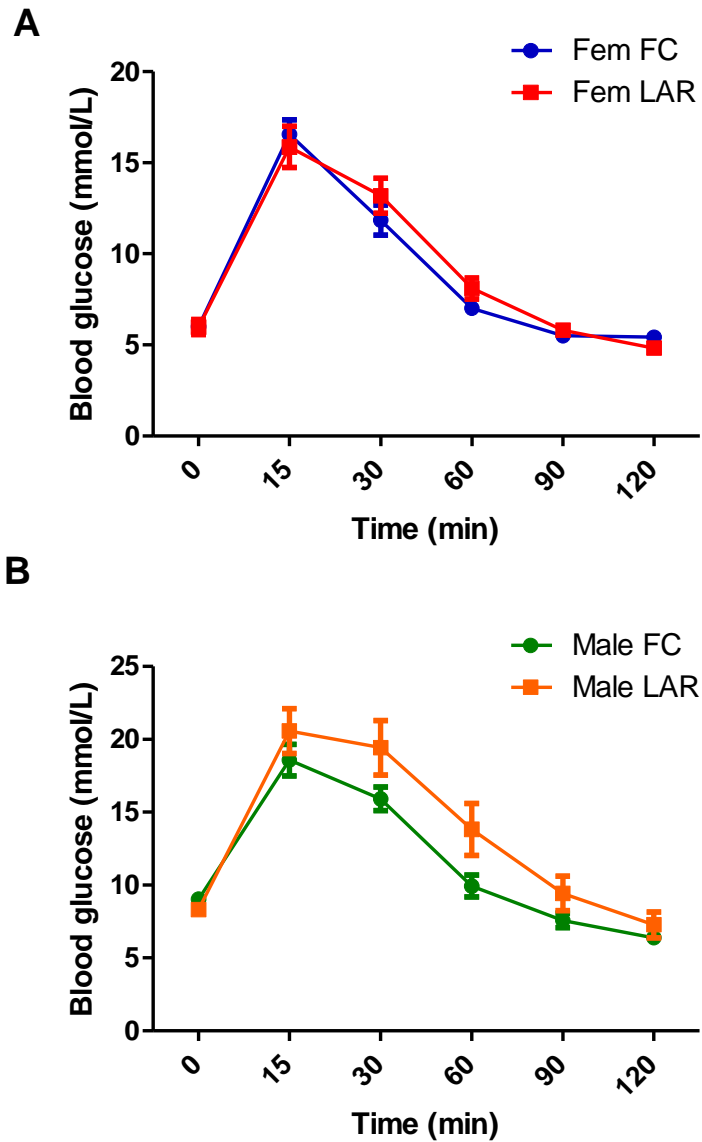 A
Fem FC
Fem LAR
20
15
10
5
0
Blood glucose (mmol/L)
0 15 30 60 90 120
Time (min)
B
Male FC
Male LAR
25
20
15
10
5
0
Blood glucose (mmol/L)
0 15 30 60 90 120
Time (min)